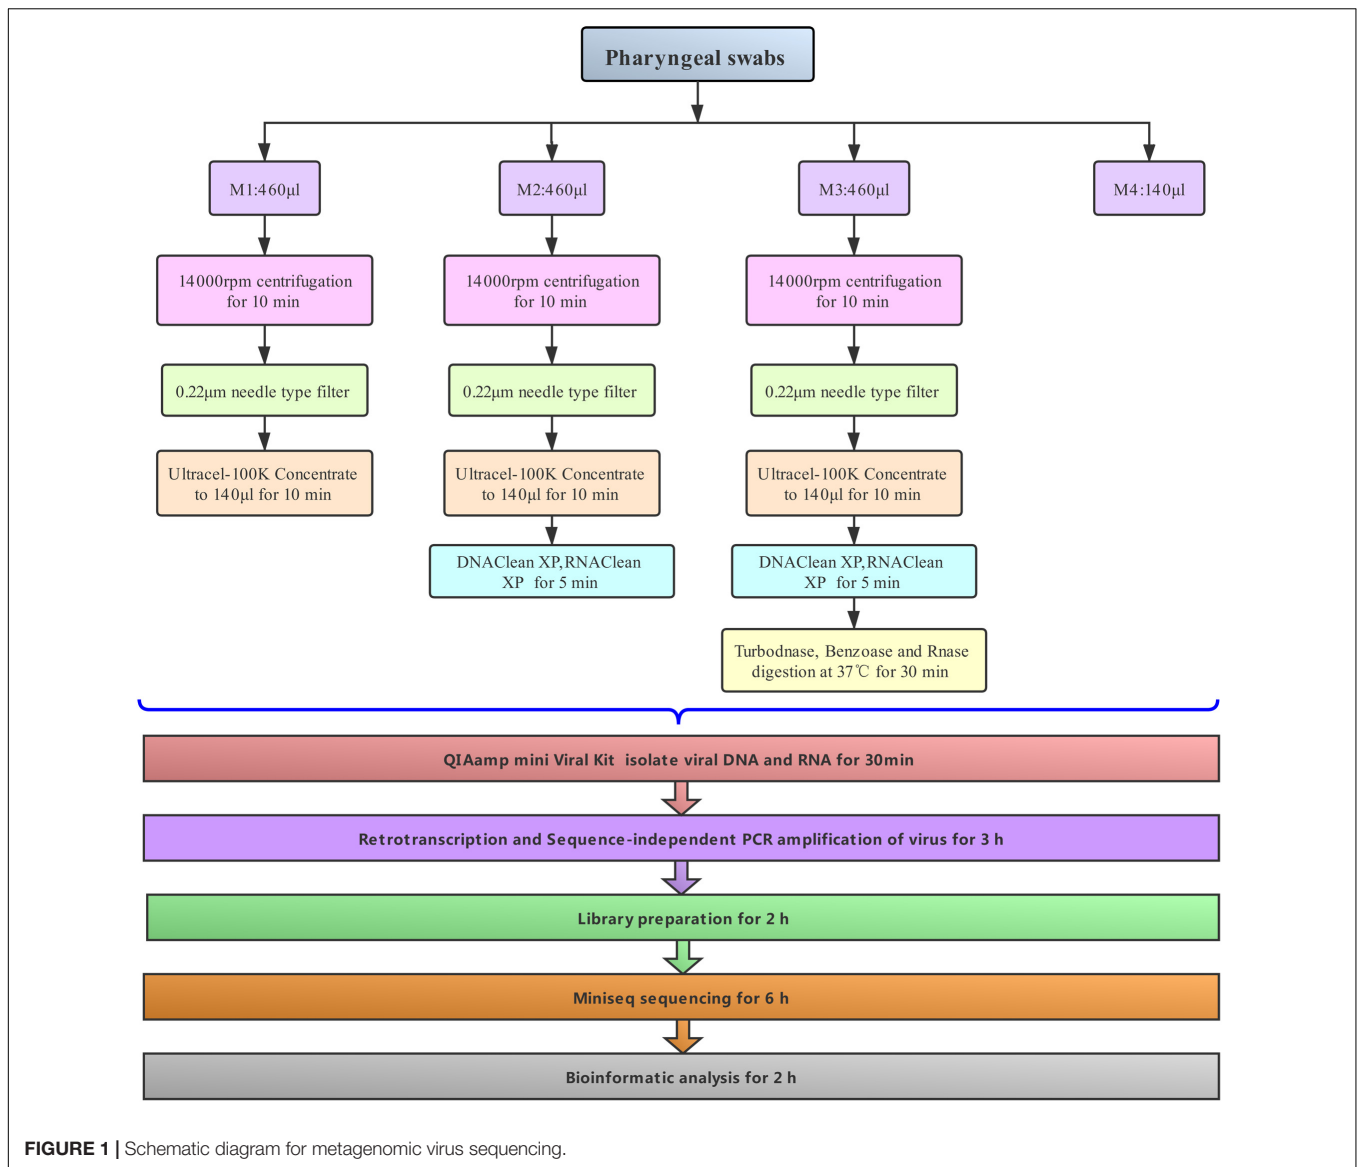 Pharyngeal swabs
M1:460μl
M2:460μl
M3:460μl
M4:140μl
14000rpm centrifugation
for 10 min
14000rpm centrifugation
for 10 min
14000rpm centrifugation
for 10 min
0.22μm needle type filter
0.22μm needle type filter
0.22μm needle type filter
Ultracel-100K Concentrate
to 140μl for 10 min
Ultracel-100K Concentrate
to 140μl for 10 min
Ultracel-100K Concentrate
to 140μl for 10 min
DNAClean XP,RNAClean
XP for 5 min
DNAClean XP,RNAClean
XP for 5 min
Turbodnase, Benzoase and Rnase
digestion at 37℃ for 30 min
QIAamp mini Viral Kit isolate viral DNA and RNA for 30min
Retrotranscription and Sequence-independent PCR amplification of virus for 3 h
Library preparation for 2 h
Miniseq sequencing for 6 h
Bioinformatic analysis for 2 h
FIGURE 1 | Schematic diagram for metagenomic virus sequencing.